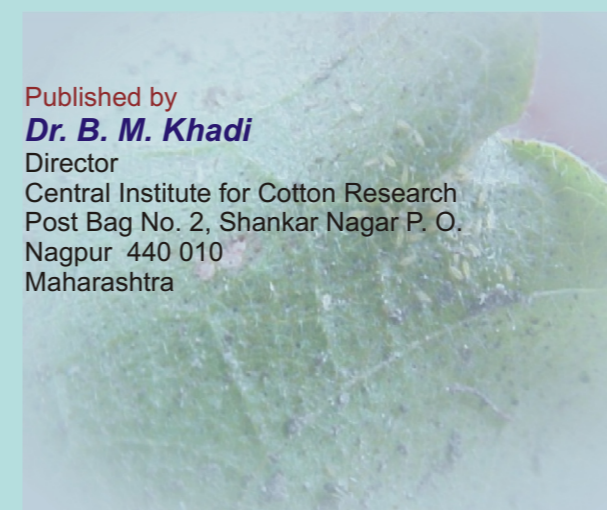 Published by
Dr. B. M. Khadi
Director
Central Institute for Cotton Research
Post Bag No. 2, Shankar Nagar P. O.
Nagpur 440 010
Maharashtra